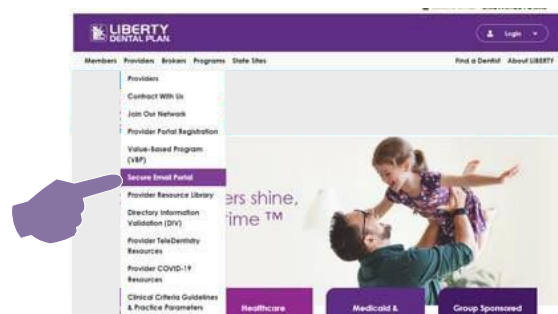 LIBERTY
DENTAL PLAN
Login
Members Providers Brokers Programs State Sites
Find a Dentist About LIBERTY
Providers
Contract With Us
Join Our Network
Provider Portal Registration
Value-Based Program
(VBP)
Secure Email Portal
Provider Resource Library
Directory Information
Validation (DIV)
Provider TeleDentistry
Resources
Provider COVID-19
Resources
Clinical Criteria Guidelines
& Practice Parameters
ers shine,
ime ™
Healthcare
Medicaid &
Group Sponsored